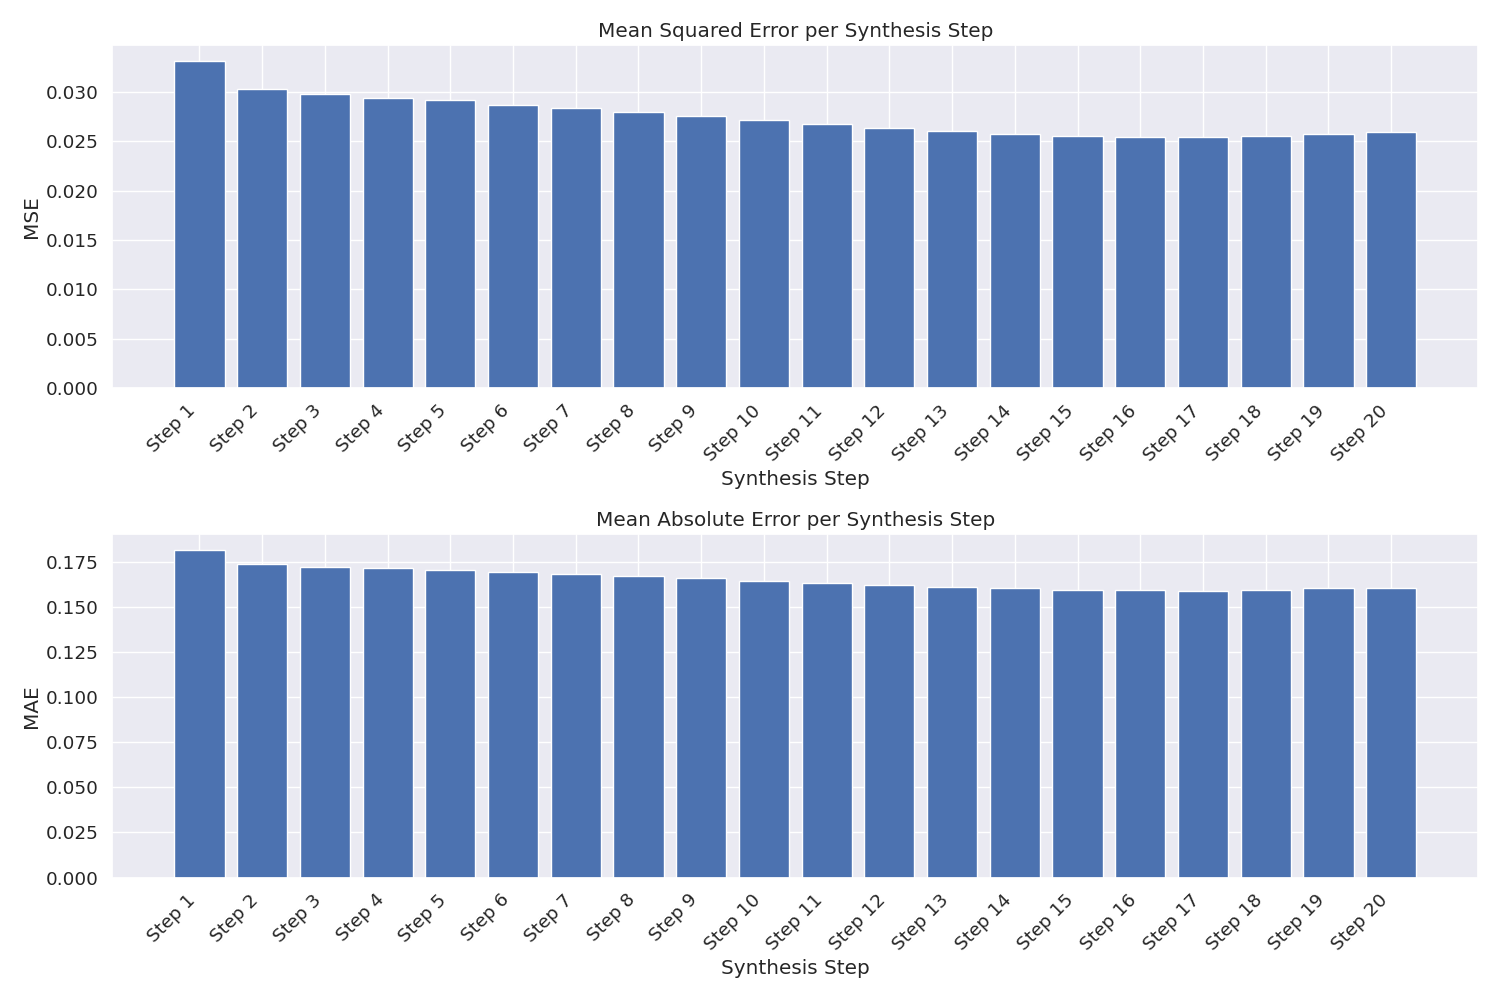 Mean Squared Error per Synthesis Step
0.030
0.025
0.020
0.015
0.010
0.005
0.000
MSE
Step 1
Step 2
Step 3
Step 4
Step 5
Step 6
Step 7
Step 8
Step 9
Step 10
Step 11
Step 12
Step 13
Step 14
Step 15
Step 16
Step 17
Step 18
Step 19
Step 20
Synthesis Step
Mean Absolute Error per Synthesis Step
0.175
0.150
0.125
0.100
0.075
0.050
0.025
0.000
MAE
Step 1
Step 2
Step 3
Step 4
Step 5
Step 6
Step 7
Step 8
Step 9
Step 10
Step 11
Step 12
Step 13
Step 14
Step 15
Step 16
Step 17
Step 18
Step 19
Step 20
Synthesis Step